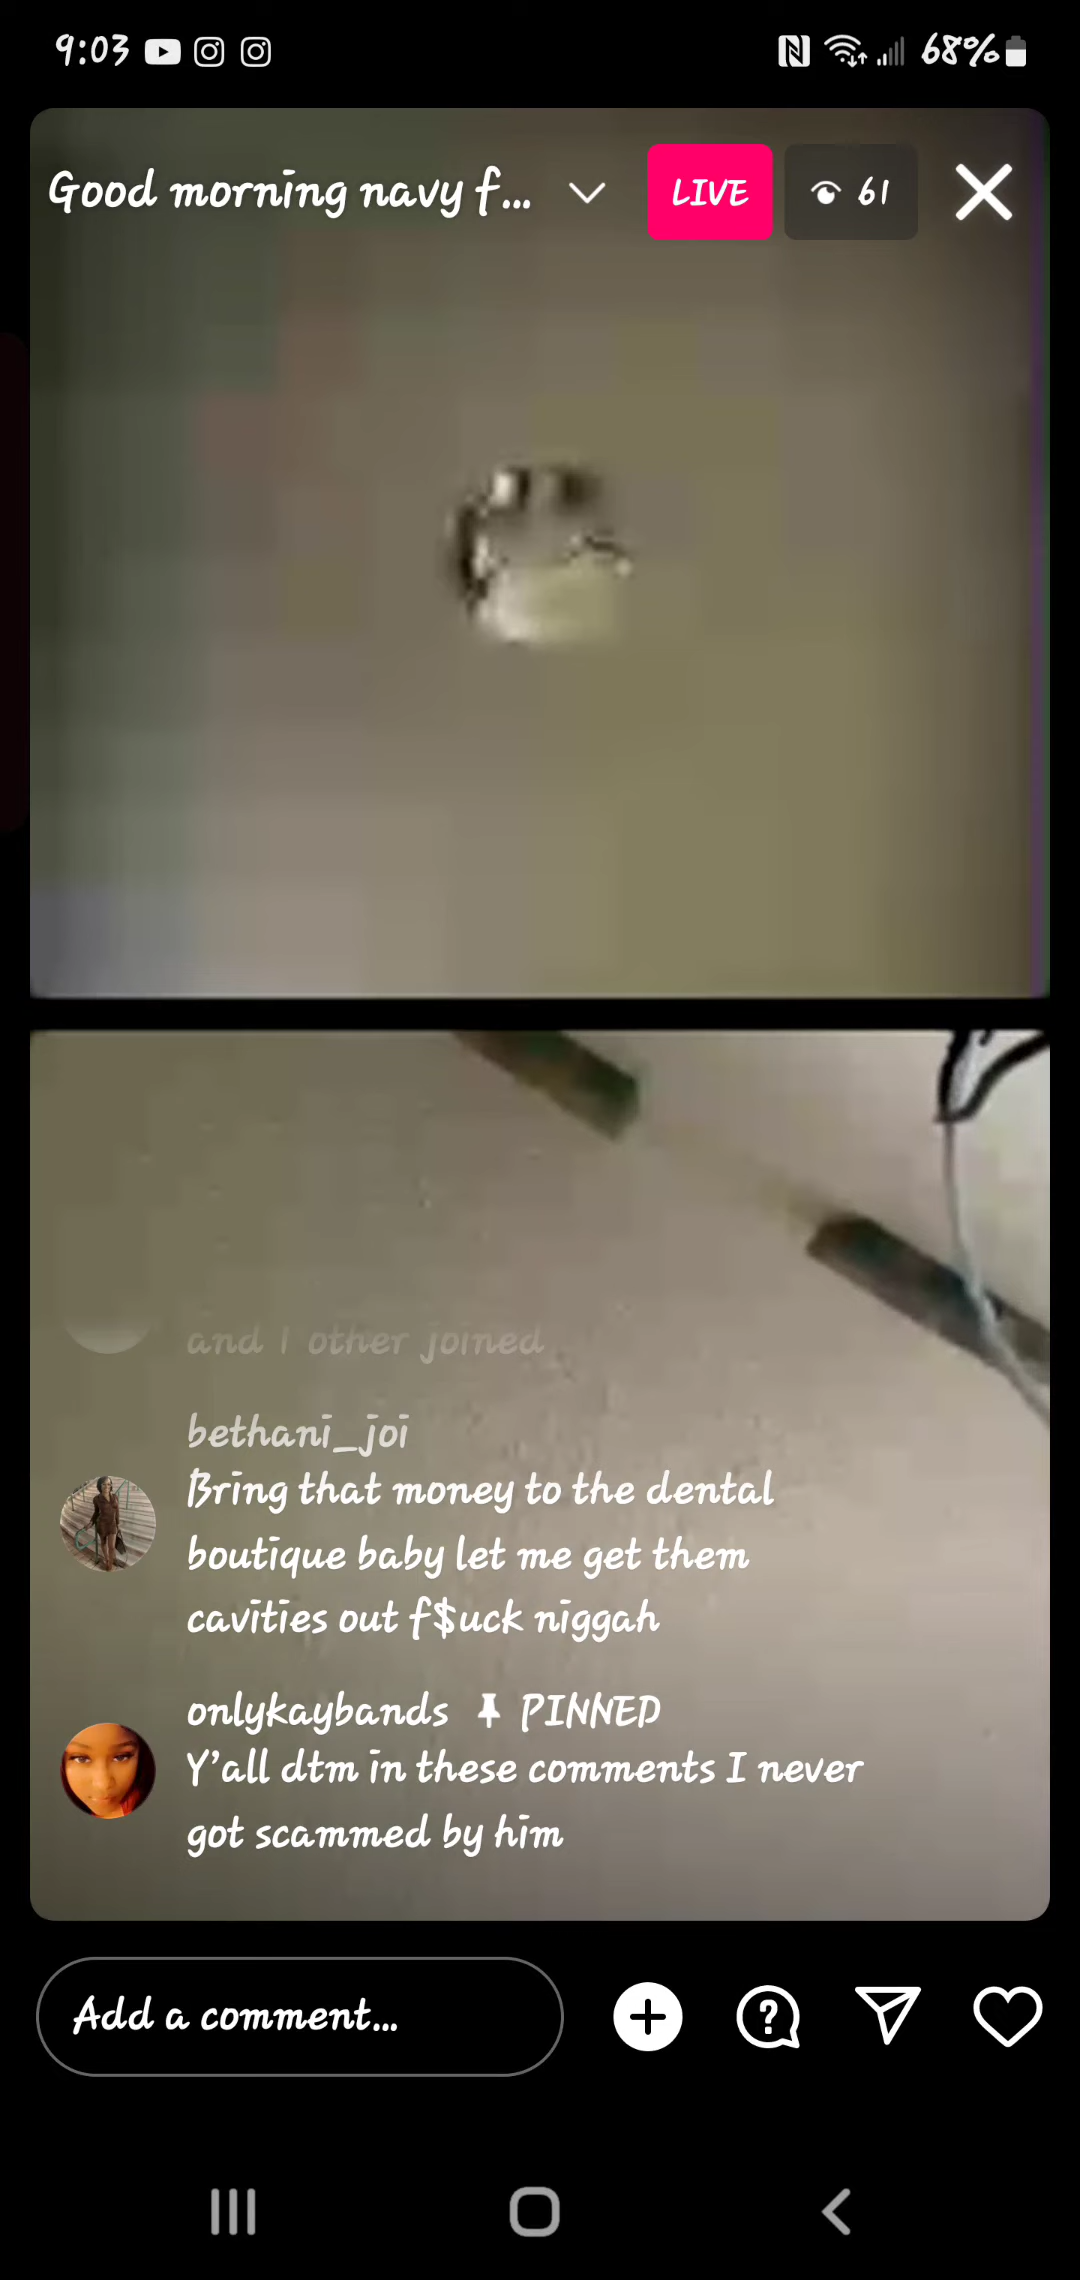 9:03
68%
Good morning navy f...
LIVE
61
and 1 other joined
bethani_joi
Bring that money to the dental
boutique baby let me get them
cavities out f$uck niggah
onlykaybands PINNED
Y'all dtm in these comments I never
got scammed by him
Add a comment...